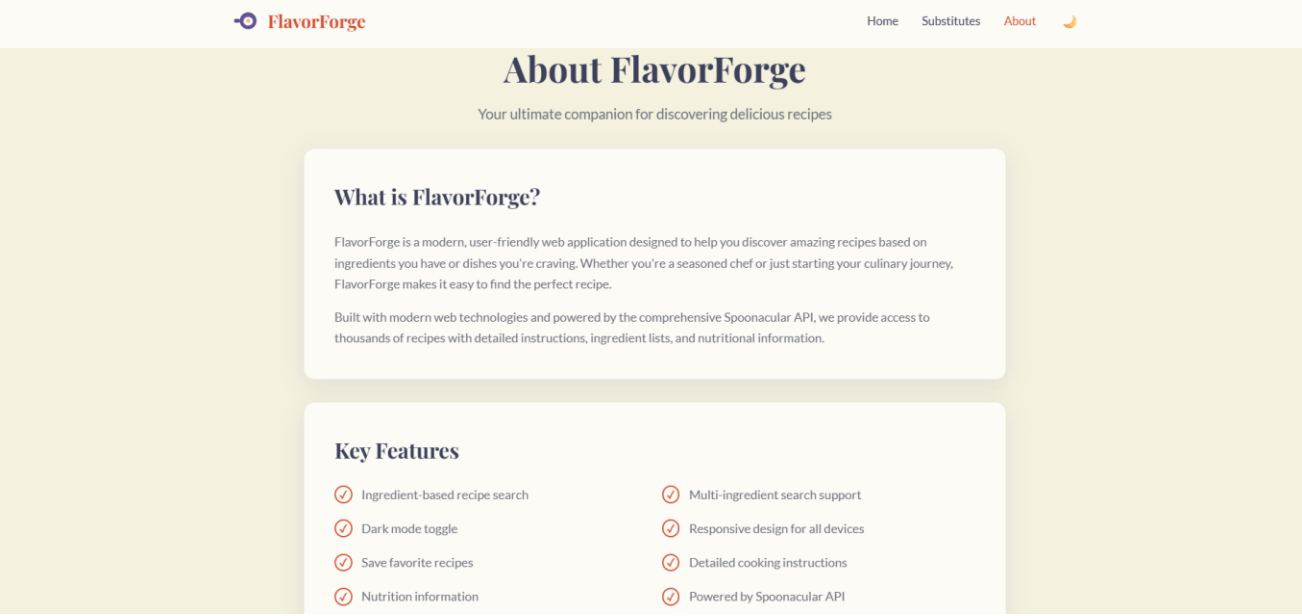 FlavorForge
Home Substitutes About
About FlavorForge
Your ultimate companion for discovering delicious recipes
What is FlavorForge?
FlavorForge is a modern, user-friendly web application designed to help you discover amazing recipes based on
ingredients you have or dishes you're craving. Whether you're a seasoned chef or just starting your culinary journey,
FlavorForge makes it easy to find the perfect recipe.
Built with modern web technologies and powered by the comprehensive Spoonacular API, we provide access to
thousands of recipes with detailed instructions, ingredient lists, and nutritional information.
Key Features
Ingredient-based recipe search
Multi-ingredient search support
Dark mode toggle
Responsive design for all devices
Save favorite recipes
Detailed cooking instructions
Nutrition information
Powered by Spoonacular API